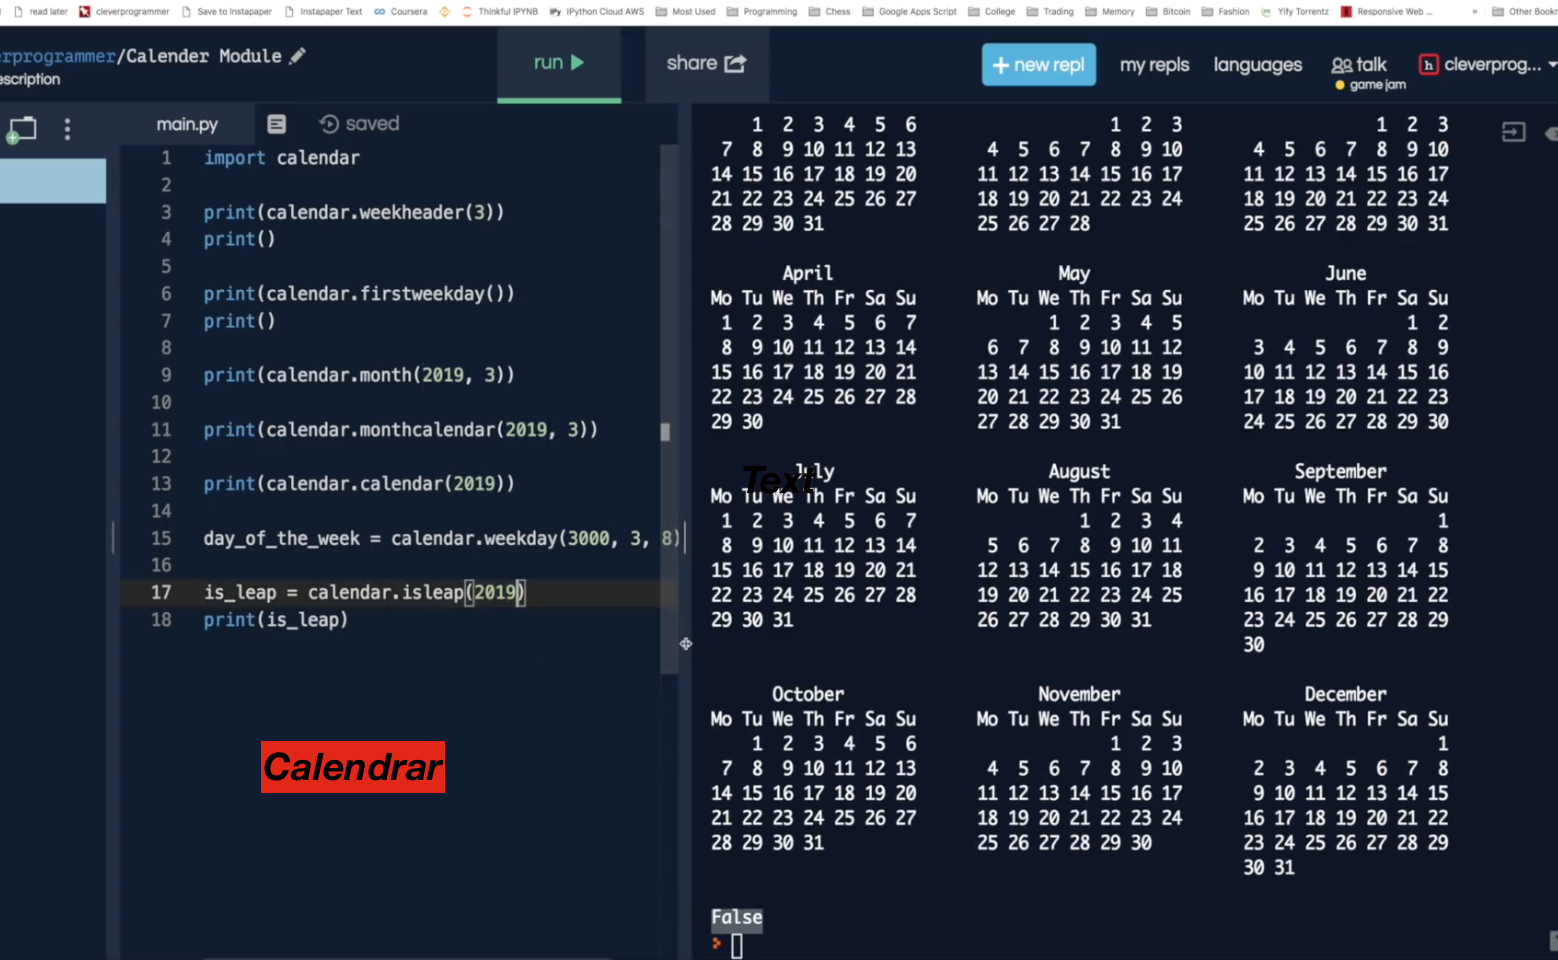 read later cleverprogrammer Save to Instapaper Instapaper Text Coursera Thinkful IPYNB IPy IPython Cloud AWS Most Used Programming Chess Google Apps Script College Trading Memory Bitcoin Fashion Yify Torrentz Responsive Web ... » Other Bookr
erprogrammer/Calender Module
escription
run
share
+ new repl
my repls
languages
talk
game jam
cleverprog...
main.py
saved
1 import calendar
2
3 print(calendar.weekheader(3))
4 print()
5
6 print(calendar.firstweekday())
7 print()
8
9 print(calendar.month(2019, 3))
10
11 print(calendar.monthcalendar(2019, 3))
12
13 print(calendar.calendar(2019))
14
15 day_of_the_week = calendar.weekday(3000, 3, 8)
16
17 is_leap = calendar.isleap(2019)
18 print(is_leap)
Calendrar
1 2 3 4 5 6 1 2 3 1 2 3
7 8 9 10 11 12 13 4 5 6 7 8 9 10 4 5 6 7 8 9 10
14 15 16 17 18 19 20 11 12 13 14 15 16 17 11 12 13 14 15 16 17
21 22 23 24 25 26 27 18 19 20 21 22 23 24 18 19 20 21 22 23 24
28 29 30 31 25 26 27 28 25 26 27 28 29 30 31
April May June
Mo Tu We Th Fr Sa Su Mo Tu We Th Fr Sa Su Mo Tu We Th Fr Sa Su
1 2 3 4 5 6 7 1 2 3 4 5 1 2
8 9 10 11 12 13 14 6 7 8 9 10 11 12 3 4 5 6 7 8 9
15 16 17 18 19 20 21 13 14 15 16 17 18 19 10 11 12 13 14 15 16
22 23 24 25 26 27 28 20 21 22 23 24 25 26 17 18 19 20 21 22 23
29 30 27 28 29 30 31 24 25 26 27 28 29 30
July August September
Text
Mo Tu We Th Fr Sa Su Mo Tu We Th Fr Sa Su Mo Tu We Th Fr Sa Su
1 2 3 4 5 6 7 1 2 3 4 1
8 9 10 11 12 13 14 5 6 7 8 9 10 11 2 3 4 5 6 7 8
15 16 17 18 19 20 21 12 13 14 15 16 17 18 9 10 11 12 13 14 15
22 23 24 25 26 27 28 19 20 21 22 23 24 25 16 17 18 19 20 21 22
29 30 31 26 27 28 29 30 31 23 24 25 26 27 28 29
30
October November December
Mo Tu We Th Fr Sa Su Mo Tu We Th Fr Sa Su Mo Tu We Th Fr Sa Su
1 2 3 4 5 6 1 2 3 1
7 8 9 10 11 12 13 4 5 6 7 8 9 10 2 3 4 5 6 7 8
14 15 16 17 18 19 20 11 12 13 14 15 16 17 9 10 11 12 13 14 15
21 22 23 24 25 26 27 18 19 20 21 22 23 24 16 17 18 19 20 21 22
28 29 30 31 25 26 27 28 29 30 23 24 25 26 27 28 29
30 31
False